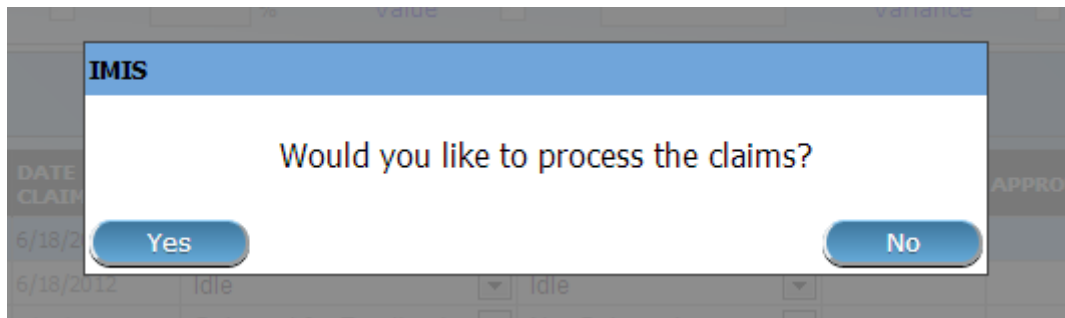 % Value Variance
IMIS
Would you like to process the claims?
DATE
CLAIM
APPRO
6/18/2
Yes No
6/18/2012 Idle Idle